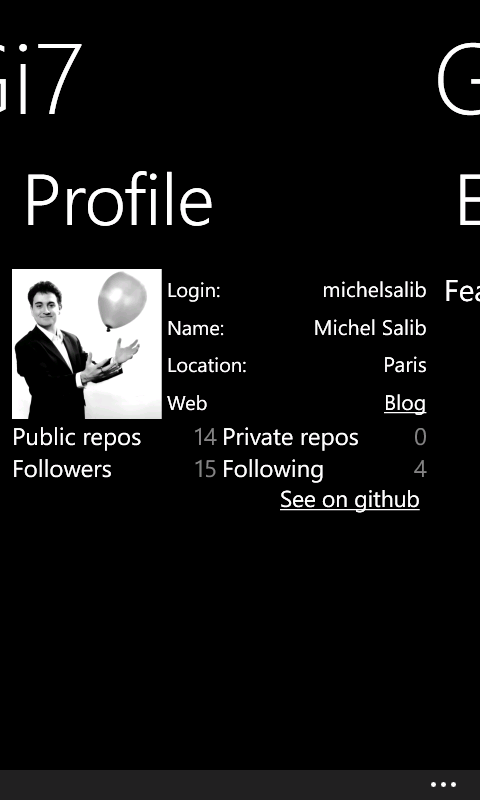 Gi7
Profile
Login: michelsalib
Name: Michel Salib
Location: Paris
Web Blog
Public repos 14 Private repos 0
Followers 15 Following 4
See on github